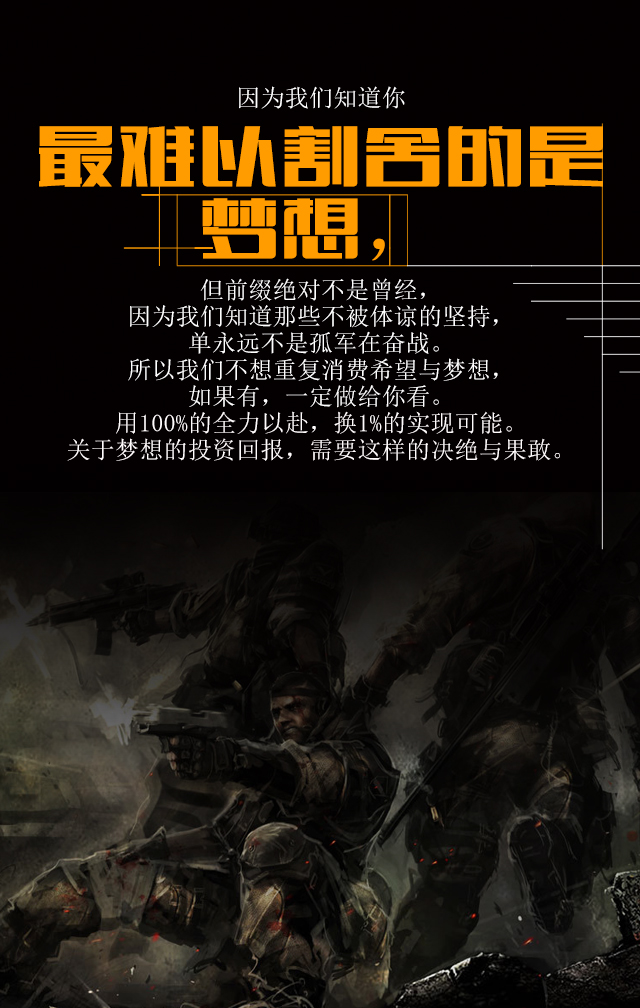 因为我们知道你
最难以割舍的是
梦想，
但前缀绝对不是曾经，
因为我们知道那些不被体谅的坚持，
单永远不是孤军在奋战。
所以我们不想重复消费希望与梦想，
如果有，一定做给你看。
用100%的全力以赴，换1%的实现可能。
关于梦想的投资回报，需要这样的决绝与果敢。